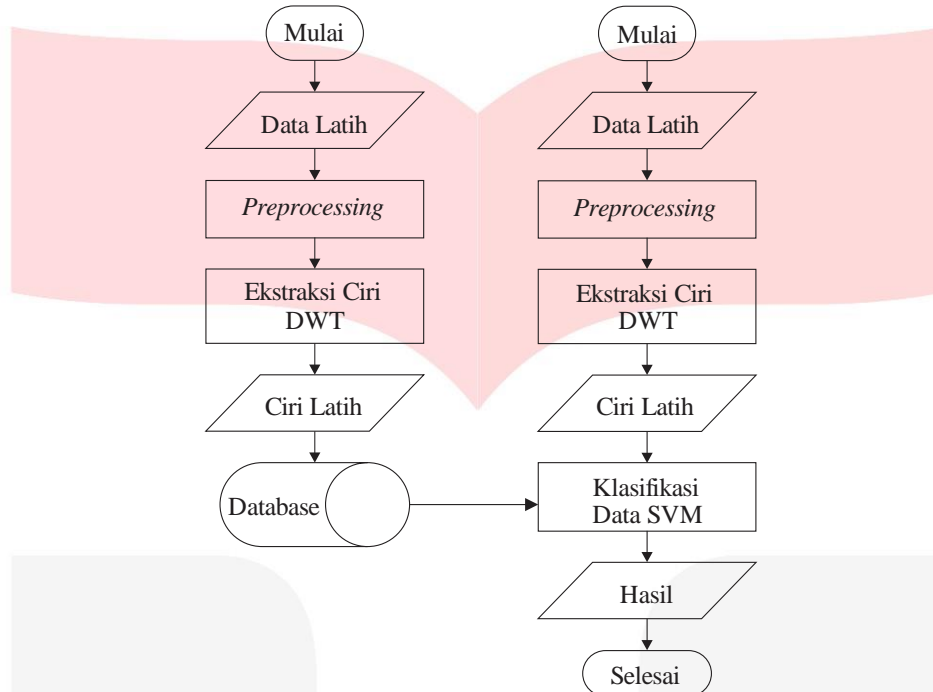 Mulai
Data Latih
Preprocessing
Ekstraksi Ciri
DWT
Ciri Latih
Database
Mulai
Data Latih
Preprocessing
Ekstraksi Ciri
DWT
Ciri Latih
Klasifikasi
Data SVM
Hasil
Selesai